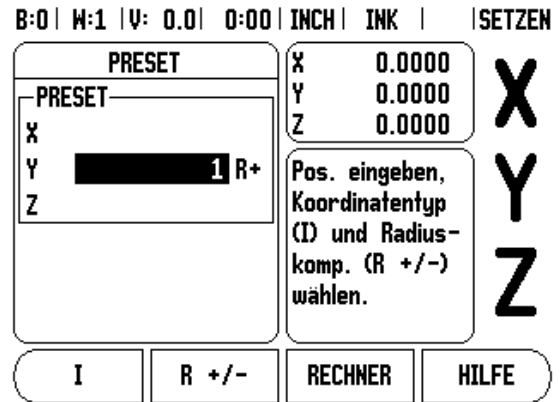 B:0 | W:1 | V: 0.0 | 0:00 | INCH | INK | | SETZEN
PRESET
PRESET
X
Y 1 R+
Z
X 0.0000
Y 0.0000
Z 0.0000
Pos. eingeben,
Koordinatentyp
(I) und Radius-
komp. (R +/-)
wählen.
X
Y
Z
I
R +/-
RECHNER
HILFE